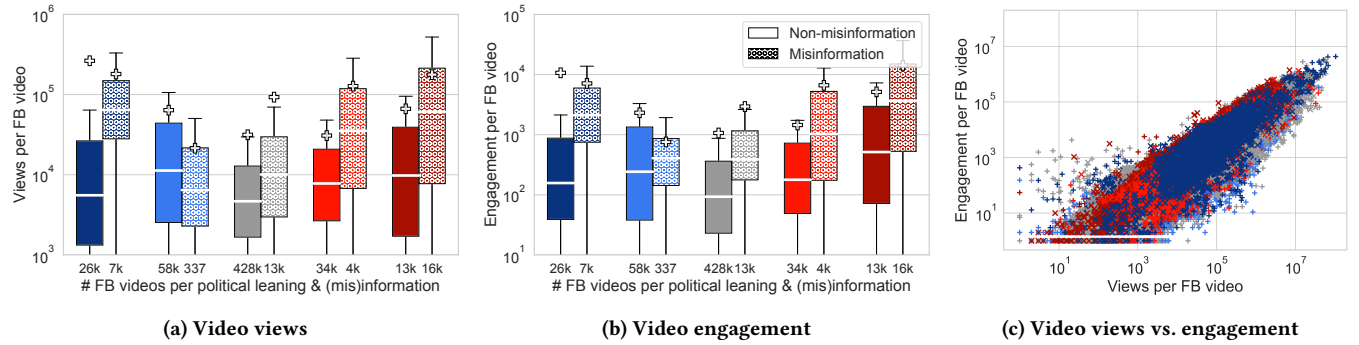 10^6
10^5
10^4
10^3
Views per FB video
26k 7k 58k 337 428k 13k 34k 4k 13k 16k
# FB videos per political leaning & (mis)information
(a) Video views
10^5
10^4
10^3
10^2
10^1
Engagement per FB video
Non-misinformation
Misinformation
26k 7k 58k 337 428k 13k 34k 4k 13k 16k
# FB videos per political leaning & (mis)information
(b) Video engagement
10^7
10^5
10^3
10^1
Engagement per FB video
10^1 10^3 10^5 10^7
Views per FB video
(c) Video views vs. engagement